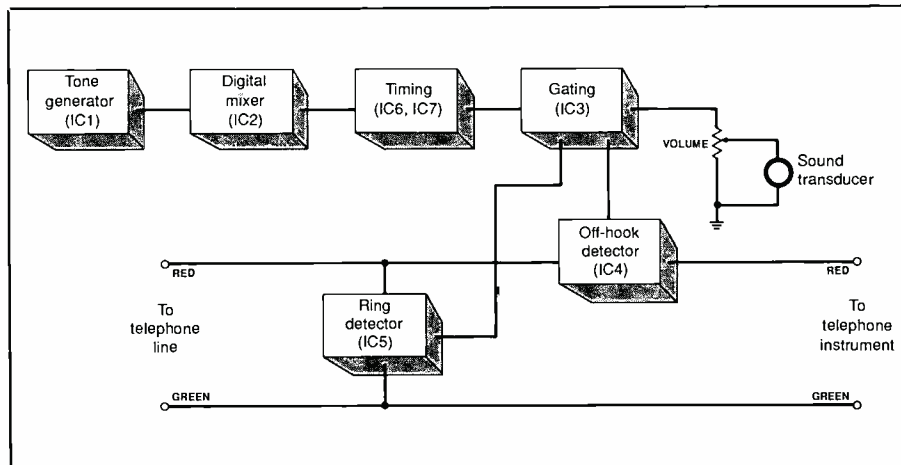 Tone
generator
(IC1)
Digital
mixer
(IC2)
Timing
(IC6, IC7)
Gating
(IC3)
VOLUME
Sound
transducer
Off-hook
detector
(IC4)
RED
RED
To
telephone
line
Ring
detector
(IC5)
To
telephone
instrument
GREEN
GREEN